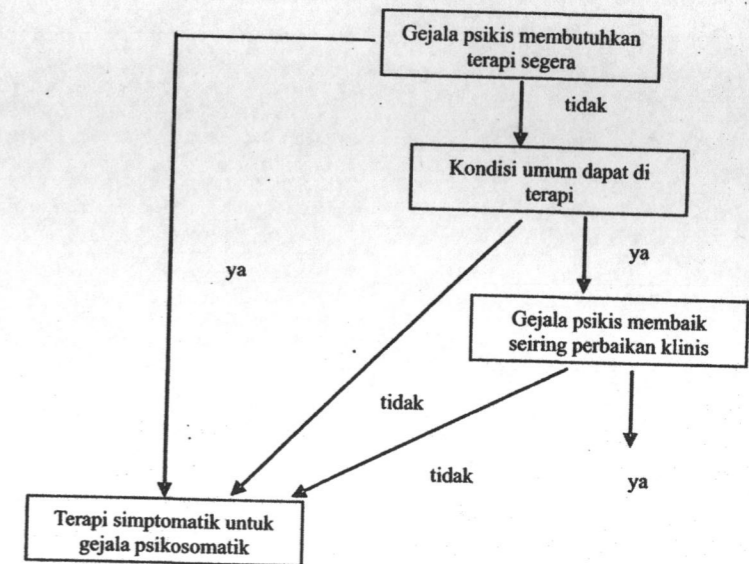 Gejala psikis membutuhkan
terapi segera
tidak
Kondisi umum dapat di
terapi
ya
ya
Gejala psikis membaik
seiring perbaikan klinis
tidak
tidak
ya
Terapi simptomatik untuk
gejala psikosomatik